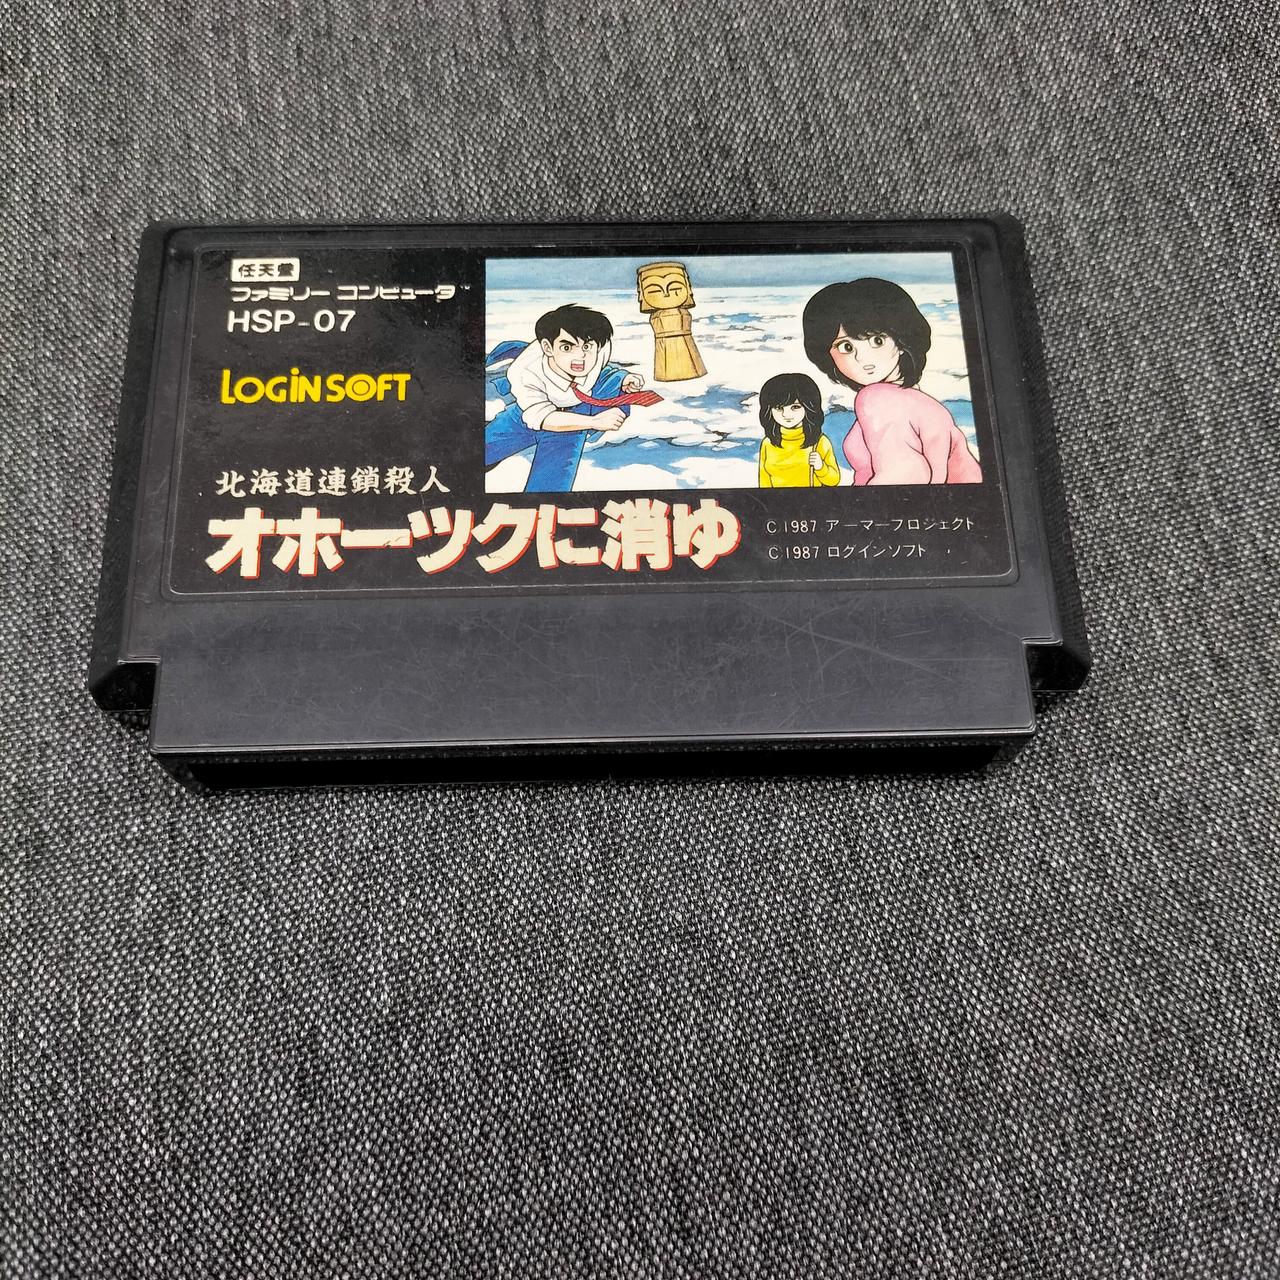 任天堂
ファミリーコンピュータ™
HSP-07
LOGiN SOFT
北海道連鎖殺人
オホーツクに消ゆ
C 1987 アーマープロジェクト
C 1987 ログインソフト